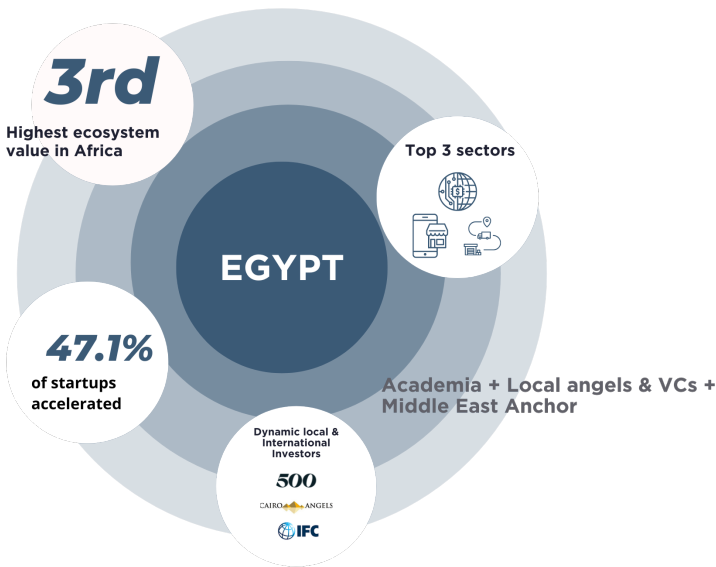 3rd
Highest ecosystem
value in Africa
Top 3 sectors
$
EGYPT
47.1%
of startups
accelerated
Academia + Local angels & VCs +
Middle East Anchor
Dynamic local &
International
Investors
500
CAIRO ANGELS
IFC